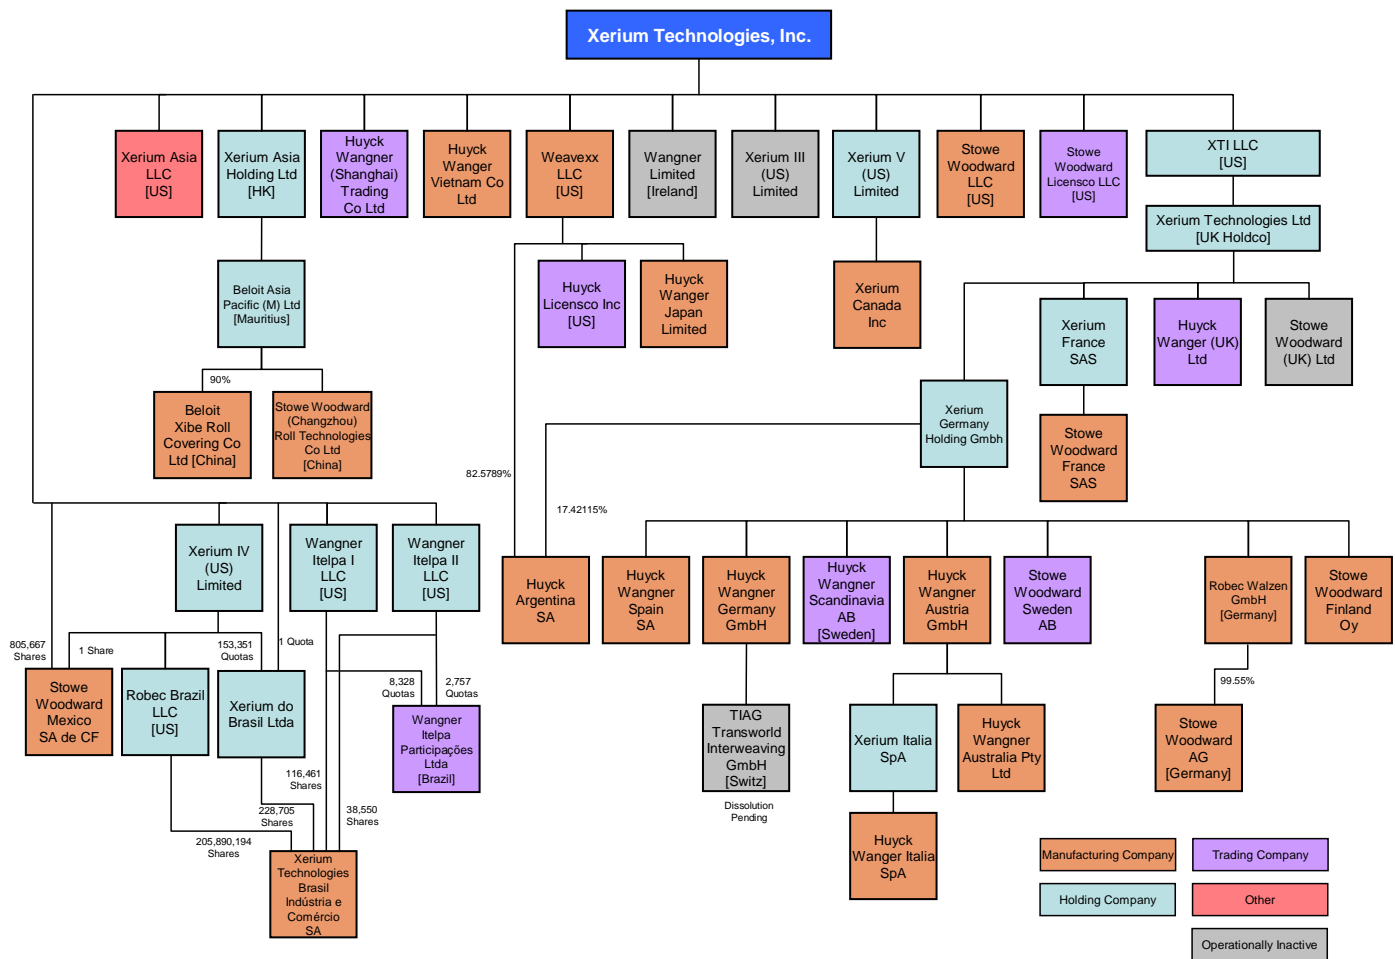 Xerium Technologies, Inc.
Xerium Asia
LLC
[US]
Xerium Asia
Holding Ltd
[HK]
Huyck
Wangner
(Shanghai)
Trading
Co Ltd
Huyck
Wanger
Vietnam Co
Ltd
Weavexx
LLC
[US]
Wangner
Limited
[Ireland]
Xerium III
(US)
Limited
Xerium V
(US)
Limited
Stowe
Woodward
LLC
[US]
Stowe
Woodward
Licensco LLC
[US]
XTI LLC
[US]
Xerium Technologies Ltd
[UK Holdco]
Beloit Asia
Pacific (M) Ltd
[Mauritius]
Huyck
Licensco Inc
[US]
Huyck
Wanger
Japan
Limited
Xerium
Canada
Inc
Xerium
France
SAS
Huyck
Wanger (UK)
Ltd
Stowe
Woodward
(UK) Ltd
90%
Beloit
Xibe Roll
Covering Co
Ltd [China]
Stowe Woodward
(Changzhou)
Roll Technologies
Co Ltd
[China]
Xerium
Germany
Holding Gmbh
Stowe
Woodward
France
SAS
82.5789%
17.42115%
Xerium IV
(US)
Limited
Wangner
Itelpa I
LLC
[US]
Wangner
Itelpa II
LLC
[US]
Huyck
Argentina
SA
Huyck
Wangner
Spain
SA
Huyck
Wangner
Germany
GmbH
Huyck
Wangner
Scandinavia
AB
[Sweden]
Huyck
Wangner
Austria
GmbH
Stowe
Woodward
Sweden
AB
Robec Walzen
GmbH
[Germany]
Stowe
Woodward
Finland
Oy
805,667
Shares
1 Share
153,351
Quotas
1 Quota
8,328
Quotas
2,757
Quotas
99.55%
Stowe
Woodward
Mexico
SA de CF
Robec Brazil
LLC
[US]
Xerium do
Brasil Ltda
Wangner
Itelpa
Participações
Ltda
[Brazil]
TIAG
Transworld
Interweaving
GmbH
[Switz]
Dissolution
Pending
Xerium Italia
SpA
Huyck
Wangner
Australia Pty
Ltd
Stowe
Woodward
AG
[Germany]
116,461
Shares
228,705
Shares
38,550
Shares
205,890,194
Shares
Xerium
Technologies
Brasil
Indústria e
Comércio
SA
Huyck
Wanger Italia
SpA
Manufacturing Company
Trading Company
Holding Company
Other
Operationally Inactive